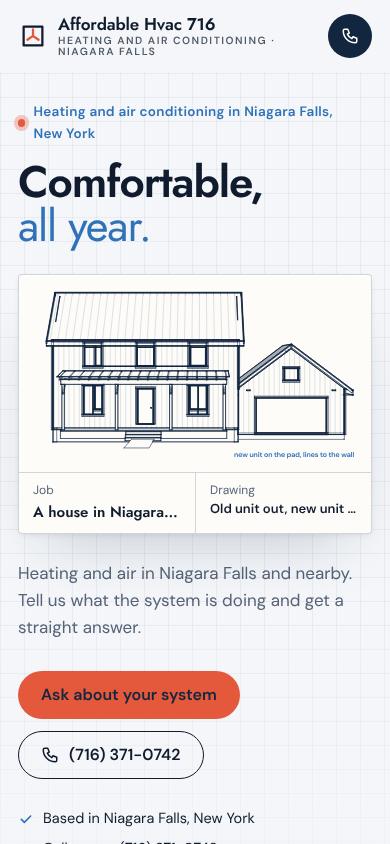 Affordable Hvac 716
HEATING AND AIR CONDITIONING ·
NIAGARA FALLS
Heating and air conditioning in Niagara Falls,
New York
Comfortable,
all year.
new unit on the pad, lines to the wall
Job
A house in Niagara...
Drawing
Old unit out, new unit ...
Heating and air in Niagara Falls and nearby.
Tell us what the system is doing and get a
straight answer.
Ask about your system
(716) 371-0742
Based in Niagara Falls, New York